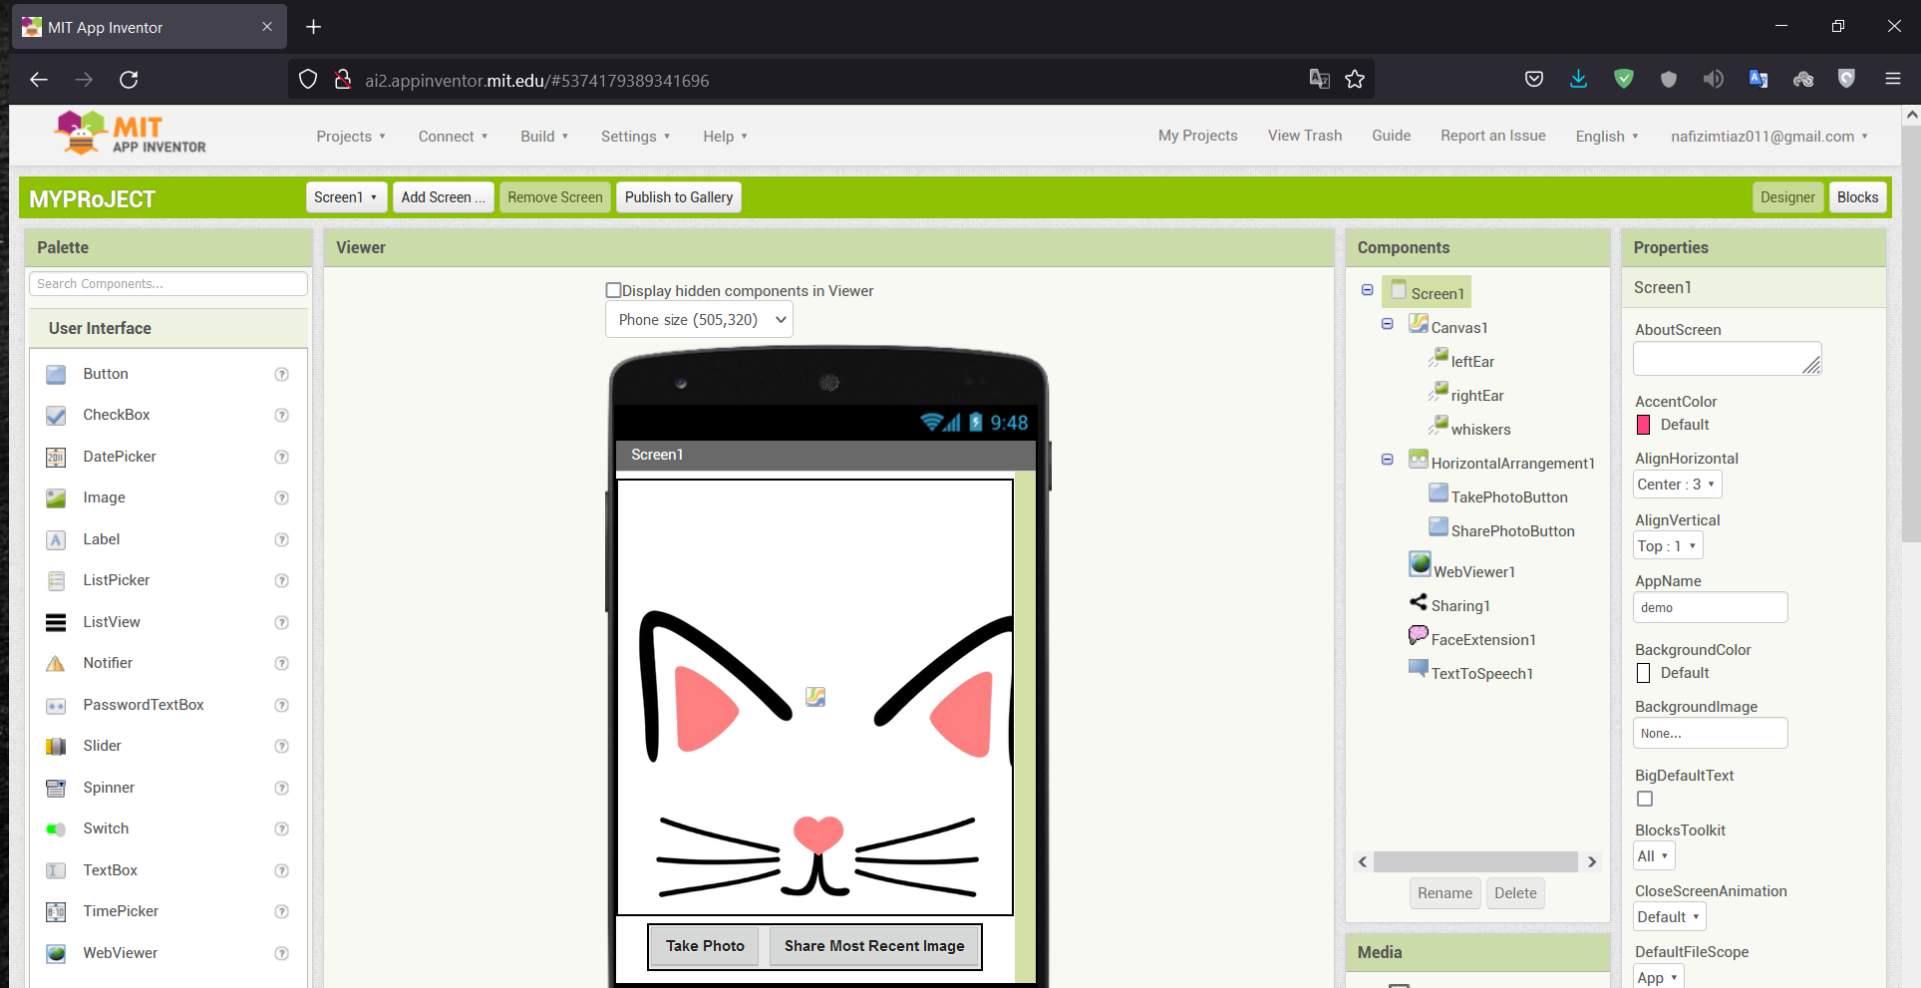 MIT App Inventor
ai2.appinventor.mit.edu/#5374179389341696
MIT
APP INVENTOR
Projects
Connect
Build
Settings
Help
My Projects
View Trash
Guide
Report an Issue
English
nafizimtiaz011@gmail.com
MYPRoJECT
Screen1
Add Screen ...
Remove Screen
Publish to Gallery
Designer
Blocks
Palette
Search Components...
User Interface
Button
CheckBox
DatePicker
Image
Label
ListPicker
ListView
Notifier
PasswordTextBox
Slider
Spinner
Switch
TextBox
TimePicker
WebViewer
Viewer
Display hidden components in Viewer
Phone size (505,320)
9:48
Screen1
Take Photo
Share Most Recent Image
Components
Screen1
Canvas1
leftEar
rightEar
whiskers
HorizontalArrangement1
TakePhotoButton
SharePhotoButton
WebViewer1
Sharing1
FaceExtension1
TextToSpeech1
Rename
Delete
Media
Properties
Screen1
AboutScreen
AccentColor
Default
AlignHorizontal
Center : 3
AlignVertical
Top : 1
AppName
demo
BackgroundColor
Default
BackgroundImage
None...
BigDefaultText
BlocksToolkit
All
CloseScreenAnimation
Default
DefaultFileScope
App